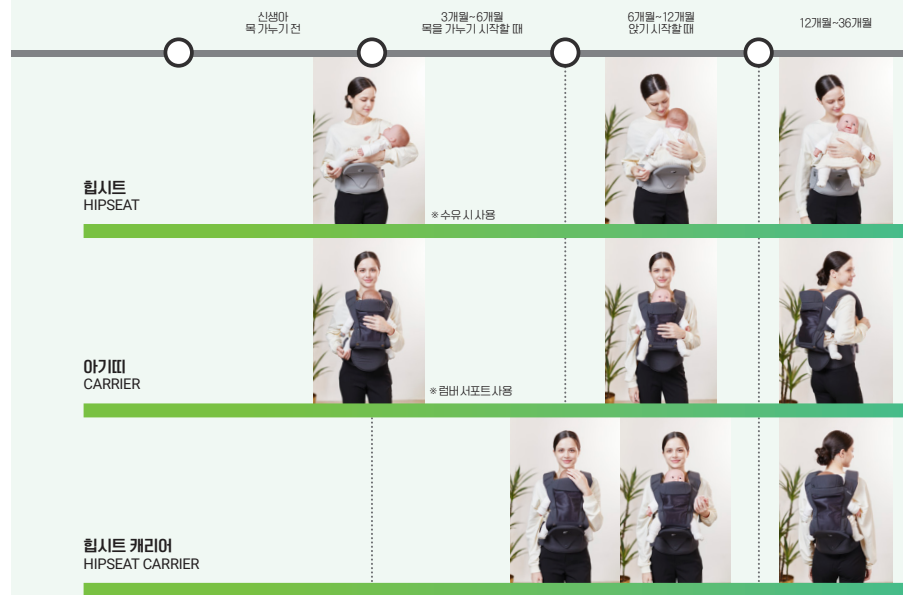 신생아
목 가누기 전
3개월~6개월
목을 가누기 시작할 때
6개월~12개월
앉기 시작할 때
12개월~36개월
힙시트
HIPSEAT
※ 수유 시 사용
아기띠
CARRIER
※ 럼버 서포트 사용
힙시트 캐리어
HIPSEAT CARRIER